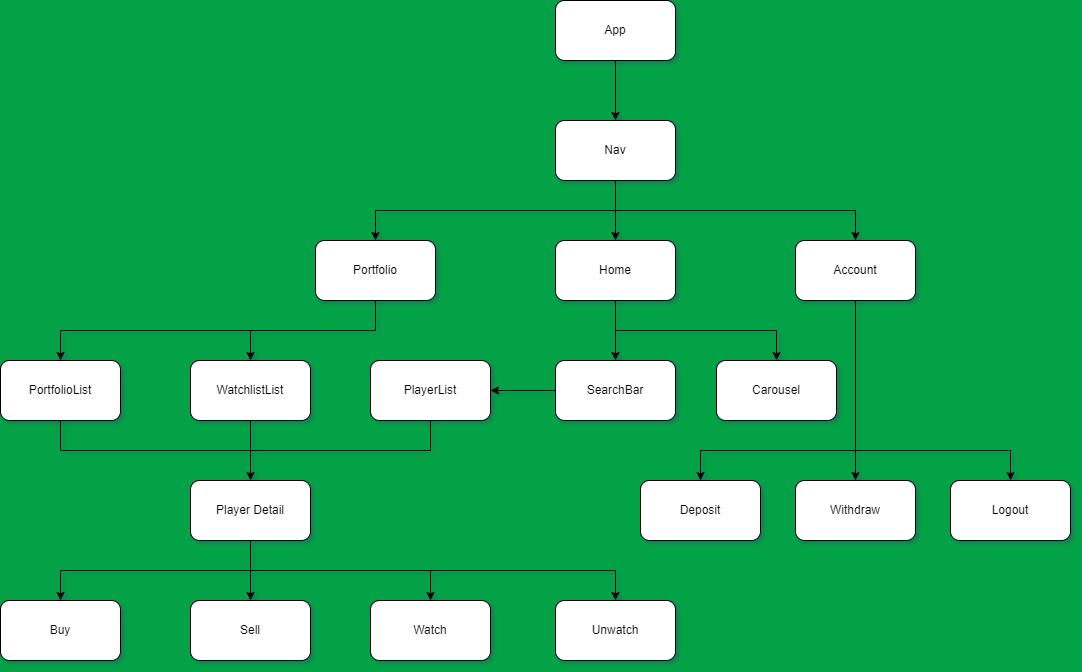 App
Nav
Portfolio
Home
Account
PortfolioList
WatchlistList
PlayerList
SearchBar
Carousel
Player Detail
Deposit
Withdraw
Logout
Buy
Sell
Watch
Unwatch